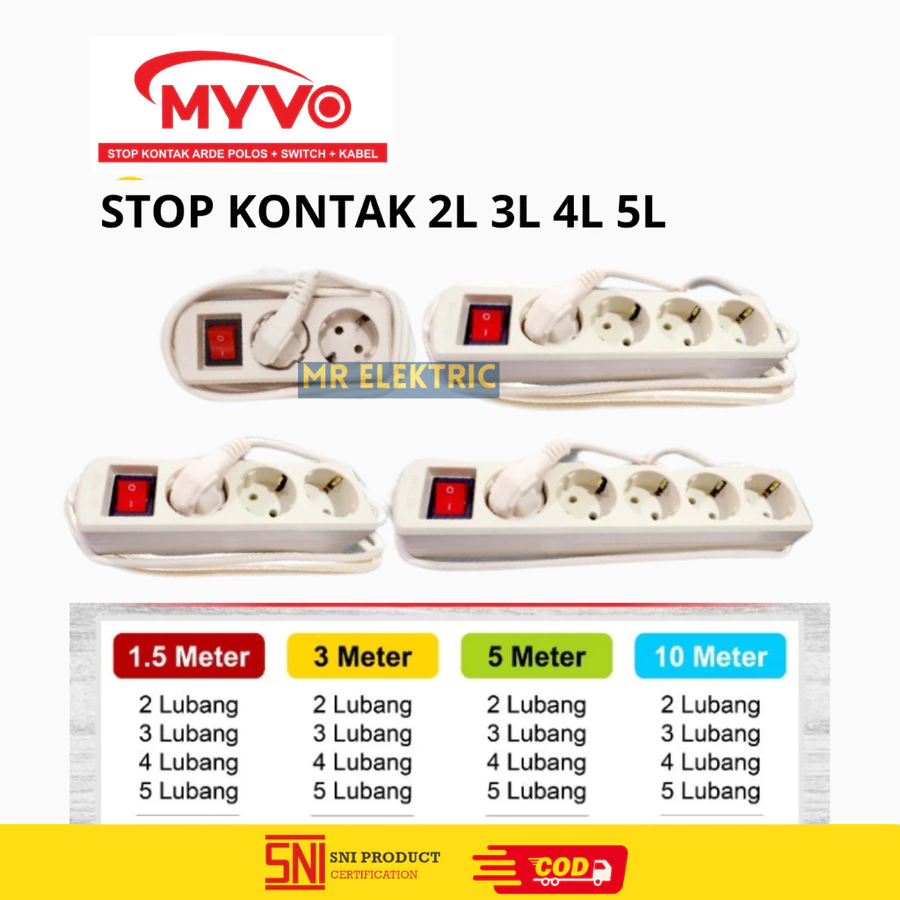 MYVO
STOP KONTAK ARDE POLOS + SWITCH + KABEL
STOP KONTAK 2L 3L 4L 5L
MR ELEKTRIC
1.5 Meter
2 Lubang
3 Lubang
4 Lubang
5 Lubang
3 Meter
2 Lubang
3 Lubang
4 Lubang
5 Lubang
5 Meter
2 Lubang
3 Lubang
4 Lubang
5 Lubang
10 Meter
2 Lubang
3 Lubang
4 Lubang
5 Lubang
SNI
SNI PRODUCT
CERTIFICATION
COD